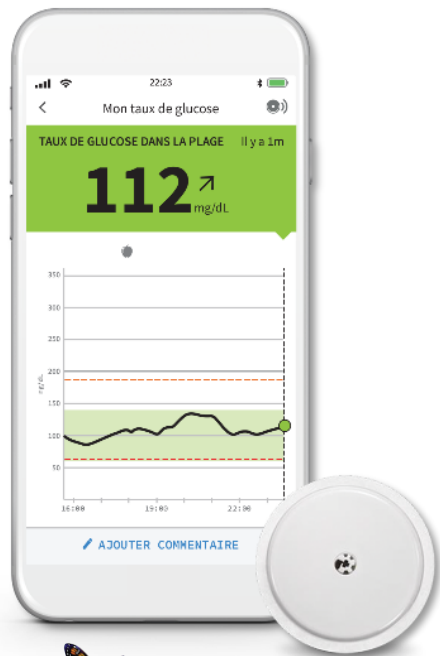 22:23
Mon taux de glucose
TAUX DE GLUCOSE DANS LA PLAGE Il y a 1m
112
mg/dL
350
300
250
200
mg/dL
150
100
50
16:00 19:00 22:00
AJOUTER COMMENTAIRE